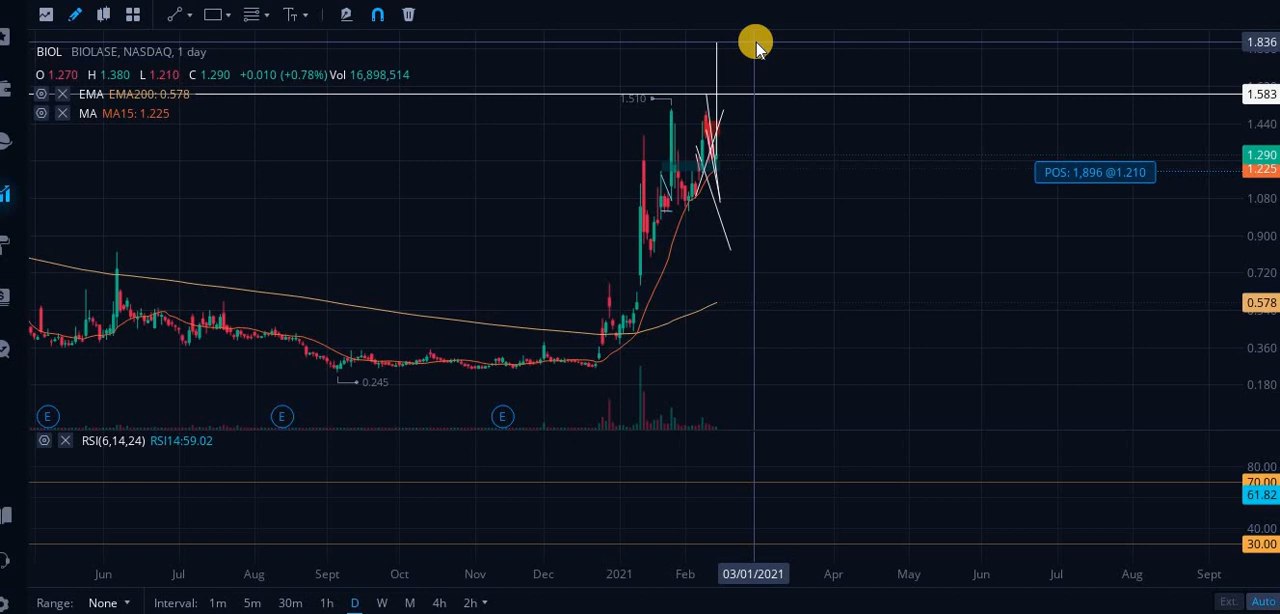 BIOL BIOLASE, NASDAQ, 1 day
O 1.270 H 1.380 L 1.210 C 1.290 +0.010 (+0.78%) Vol 16,898,514
EMA EMA200: 0.578
MA MA15: 1.225
1.510
0.245
POS: 1,896 @1.210
1.836
1.583
1.440
1.290
1.225
1.080
0.900
0.720
0.578
0.360
0.180
E E E
RSI(6,14,24) RSI14:59.02
80.00
70.00
61.82
40.00
30.00
Jun Jul Aug Sept Oct Nov Dec 2021 Feb 03/01/2021 Apr May Jun Jul Aug Sept
Range: None Interval: 1m 5m 30m 1h D W M 4h 2h Ext. Auto